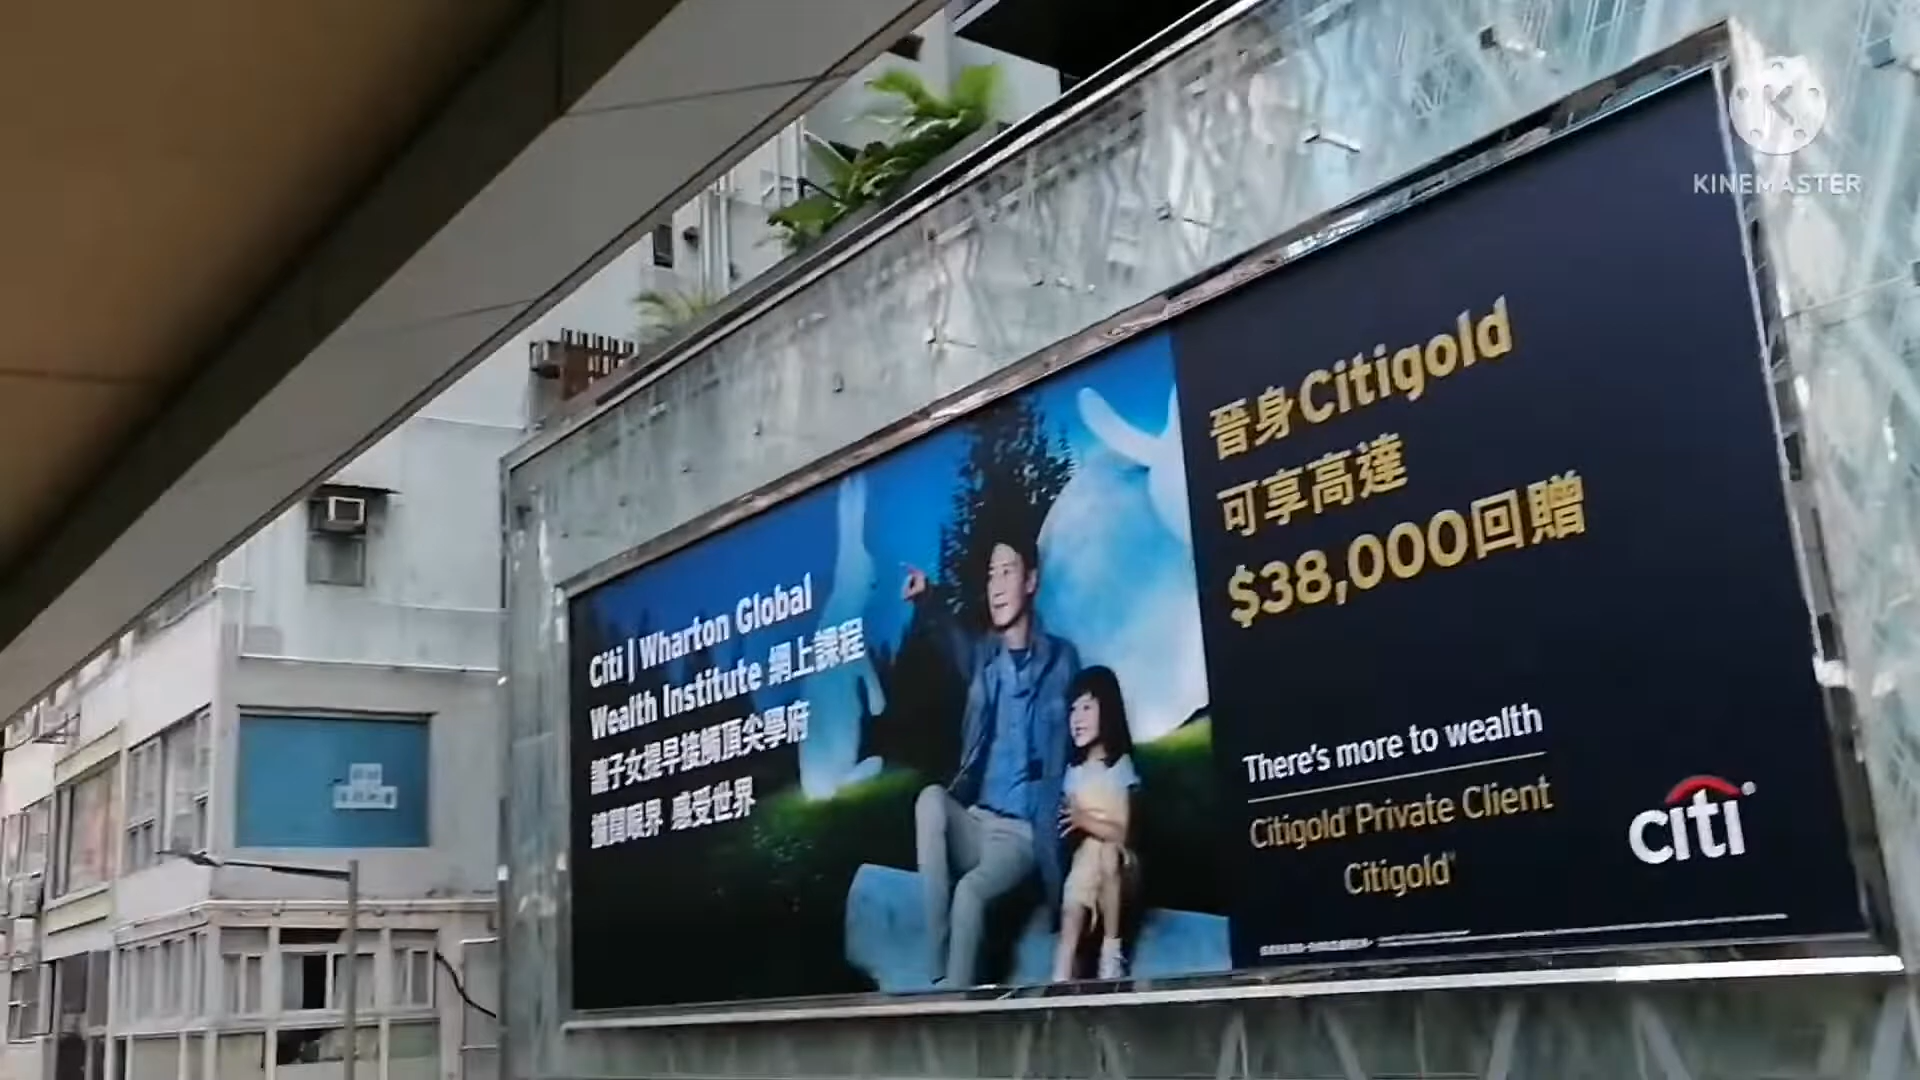 KINEMASTER
晉身Citigold
可享高達
$38,000回贈
Citi | Wharton Global
Wealth Institute 網上課程
讓子女提早接觸頂尖學府
擴闊眼界 感受世界
There's more to wealth
Citigold® Private Client
Citigold®
citi®